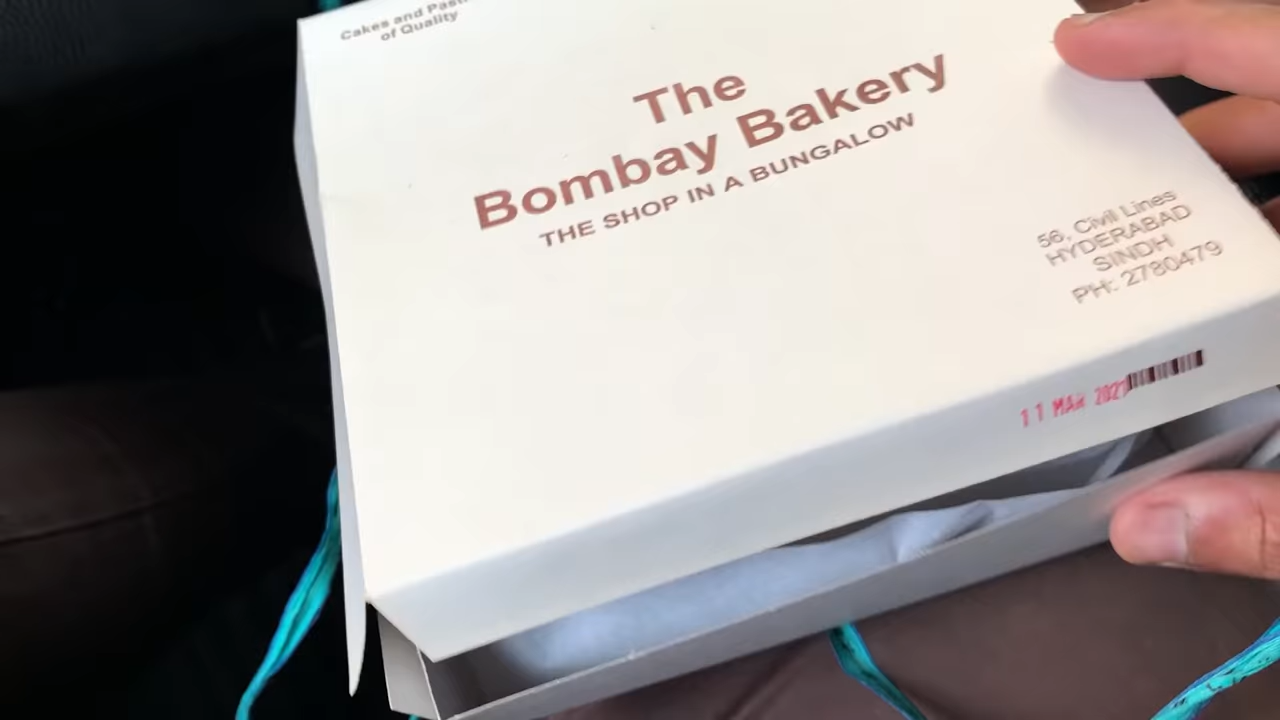 Cakes and
of Quality
The
Bombay Bakery
THE SHOP IN A BUNGALOW
56, Civil Lines
HYDERABAD
SINDH
PH: 2780479
11 MAR 2021